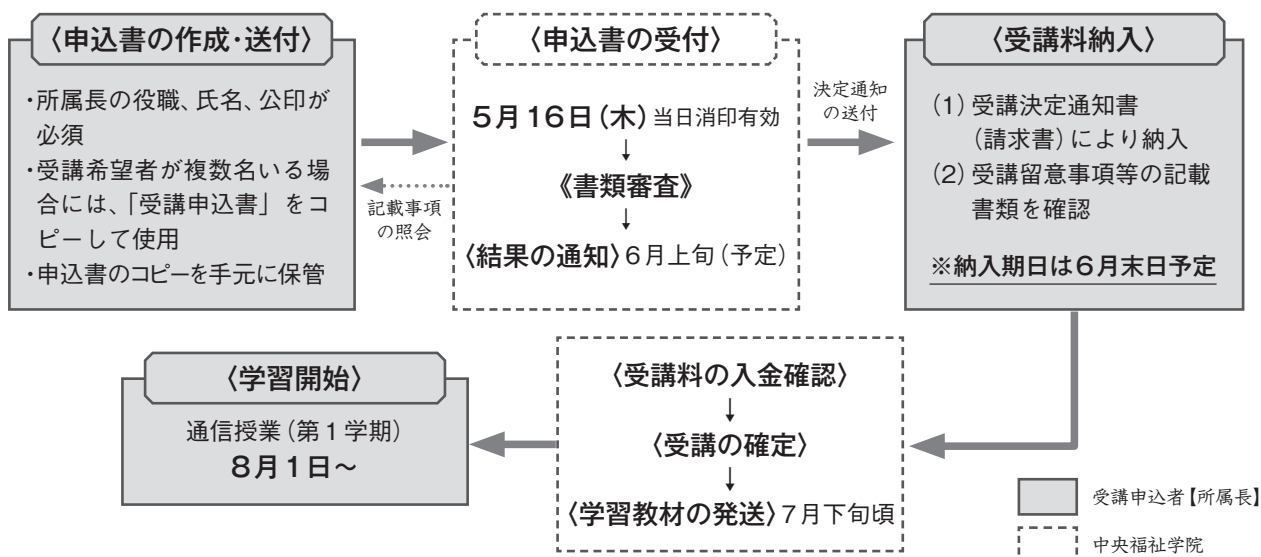 〈申込書の作成・送付〉
・所属長の役職、氏名、公印が
必須
・受講希望者が複数名いる場
合には、「受講申込書」をコ
ピーして使用
・申込書のコピーを手元に保管
記載事項
の照会
〈申込書の受付〉
5月16日（木）当日消印有効
↓
《書類審査》
↓
〈結果の通知〉6月上旬（予定）
決定通知
の送付
〈受講料納入〉
（1）受講決定通知書
（請求書）により納入
（2）受講留意事項等の記載
書類を確認
※納入期日は6月末日予定
〈受講料の入金確認〉
↓
〈受講の確定〉
↓
〈学習教材の発送〉7月下旬頃
〈学習開始〉
通信授業（第1学期）
8月1日～
受講申込者【所属長】
中央福祉学院